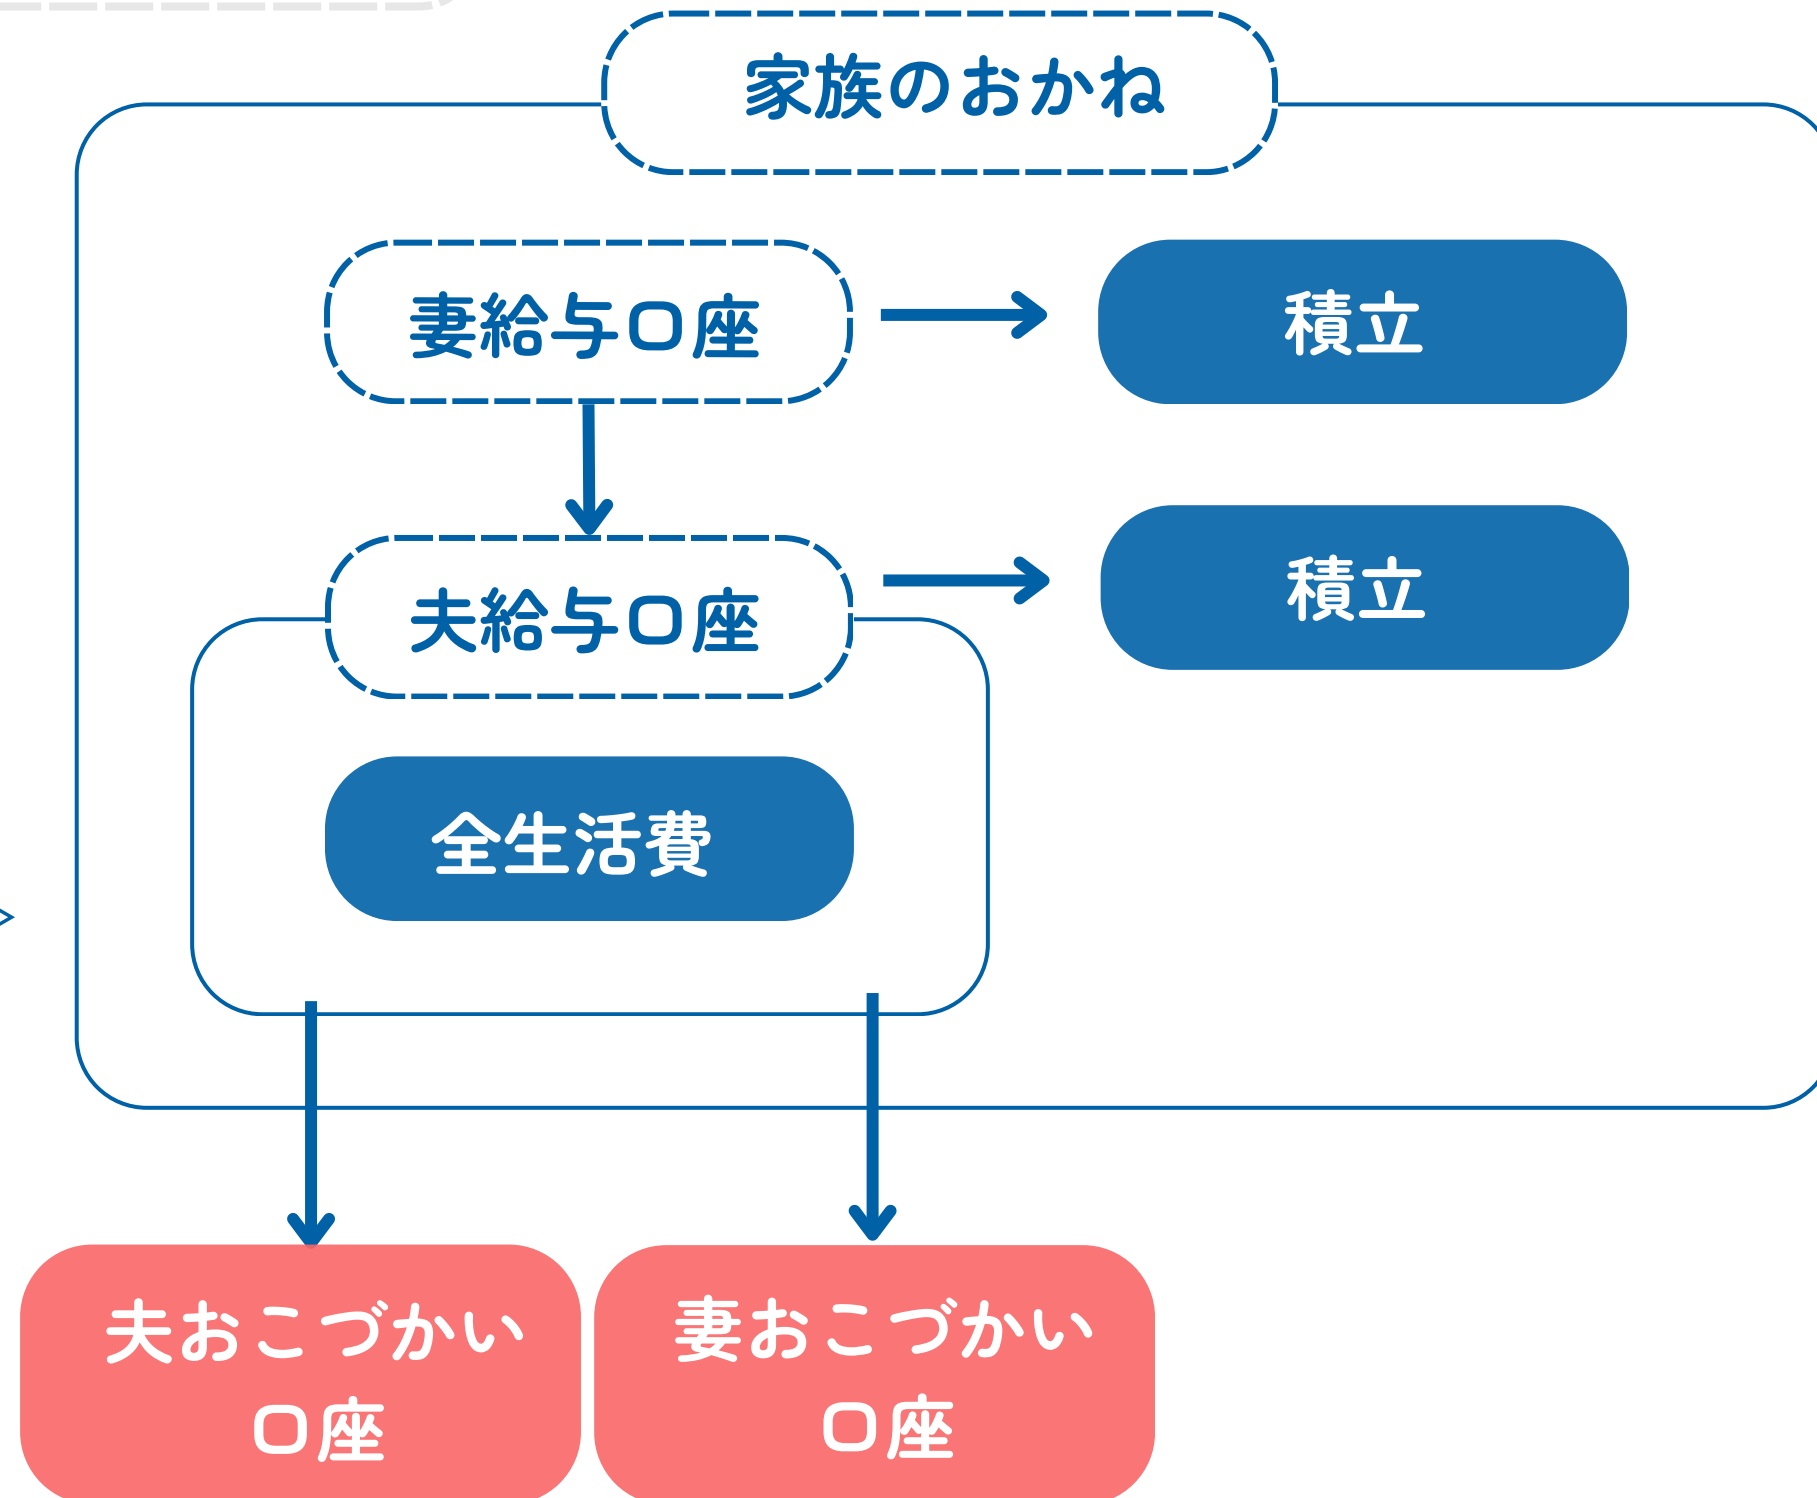 家族のおかね
妻給与口座
積立
夫給与口座
積立
全生活費
夫おこづかい
口座
妻おこづかい
口座